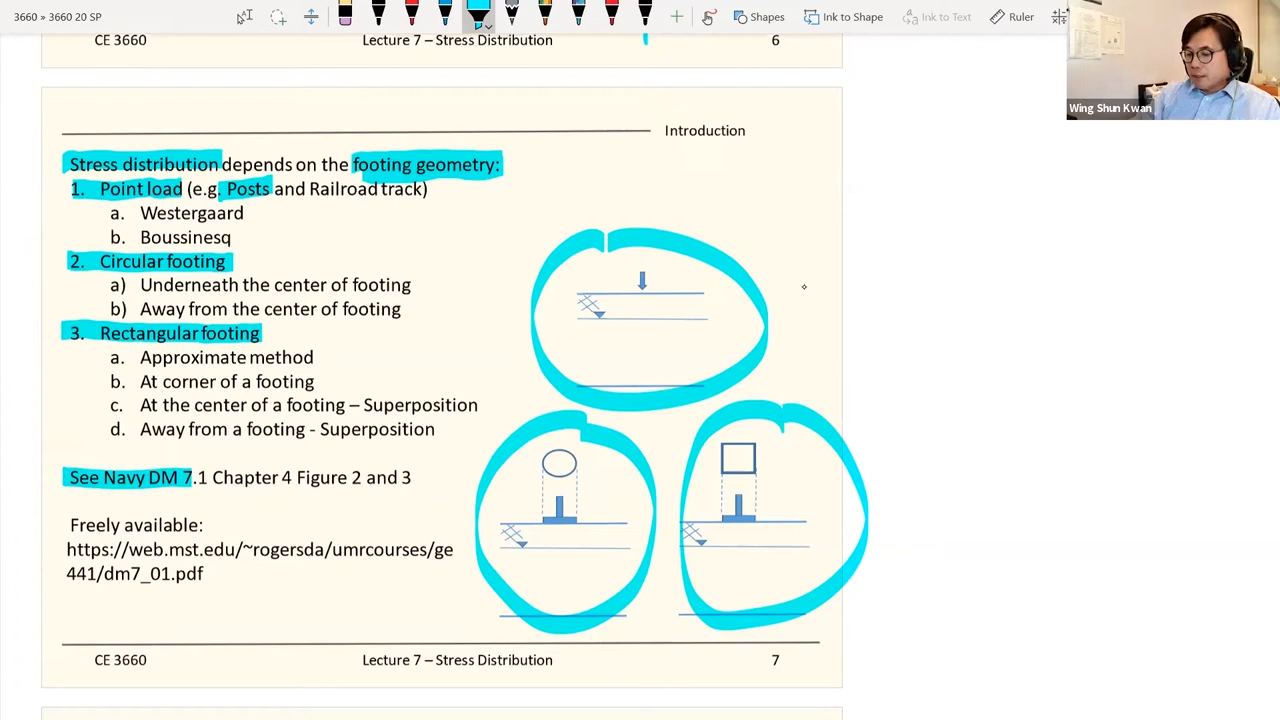 3660 » 3660 20 SP
Shapes
Ink to Shape
Ink to Text
Ruler
CE 3660
Lecture 7 – Stress Distribution
6
Wing Shun Kwan
Introduction
Stress distribution depends on the footing geometry:
1. Point load (e.g. Posts and Railroad track)
a. Westergaard
b. Boussinesq
2. Circular footing
a) Underneath the center of footing
b) Away from the center of footing
3. Rectangular footing
a. Approximate method
b. At corner of a footing
c. At the center of a footing – Superposition
d. Away from a footing - Superposition
See Navy DM 7.1 Chapter 4 Figure 2 and 3
Freely available:
https://web.mst.edu/~rogersda/umrcourses/ge
441/dm7_01.pdf
CE 3660
Lecture 7 – Stress Distribution
7